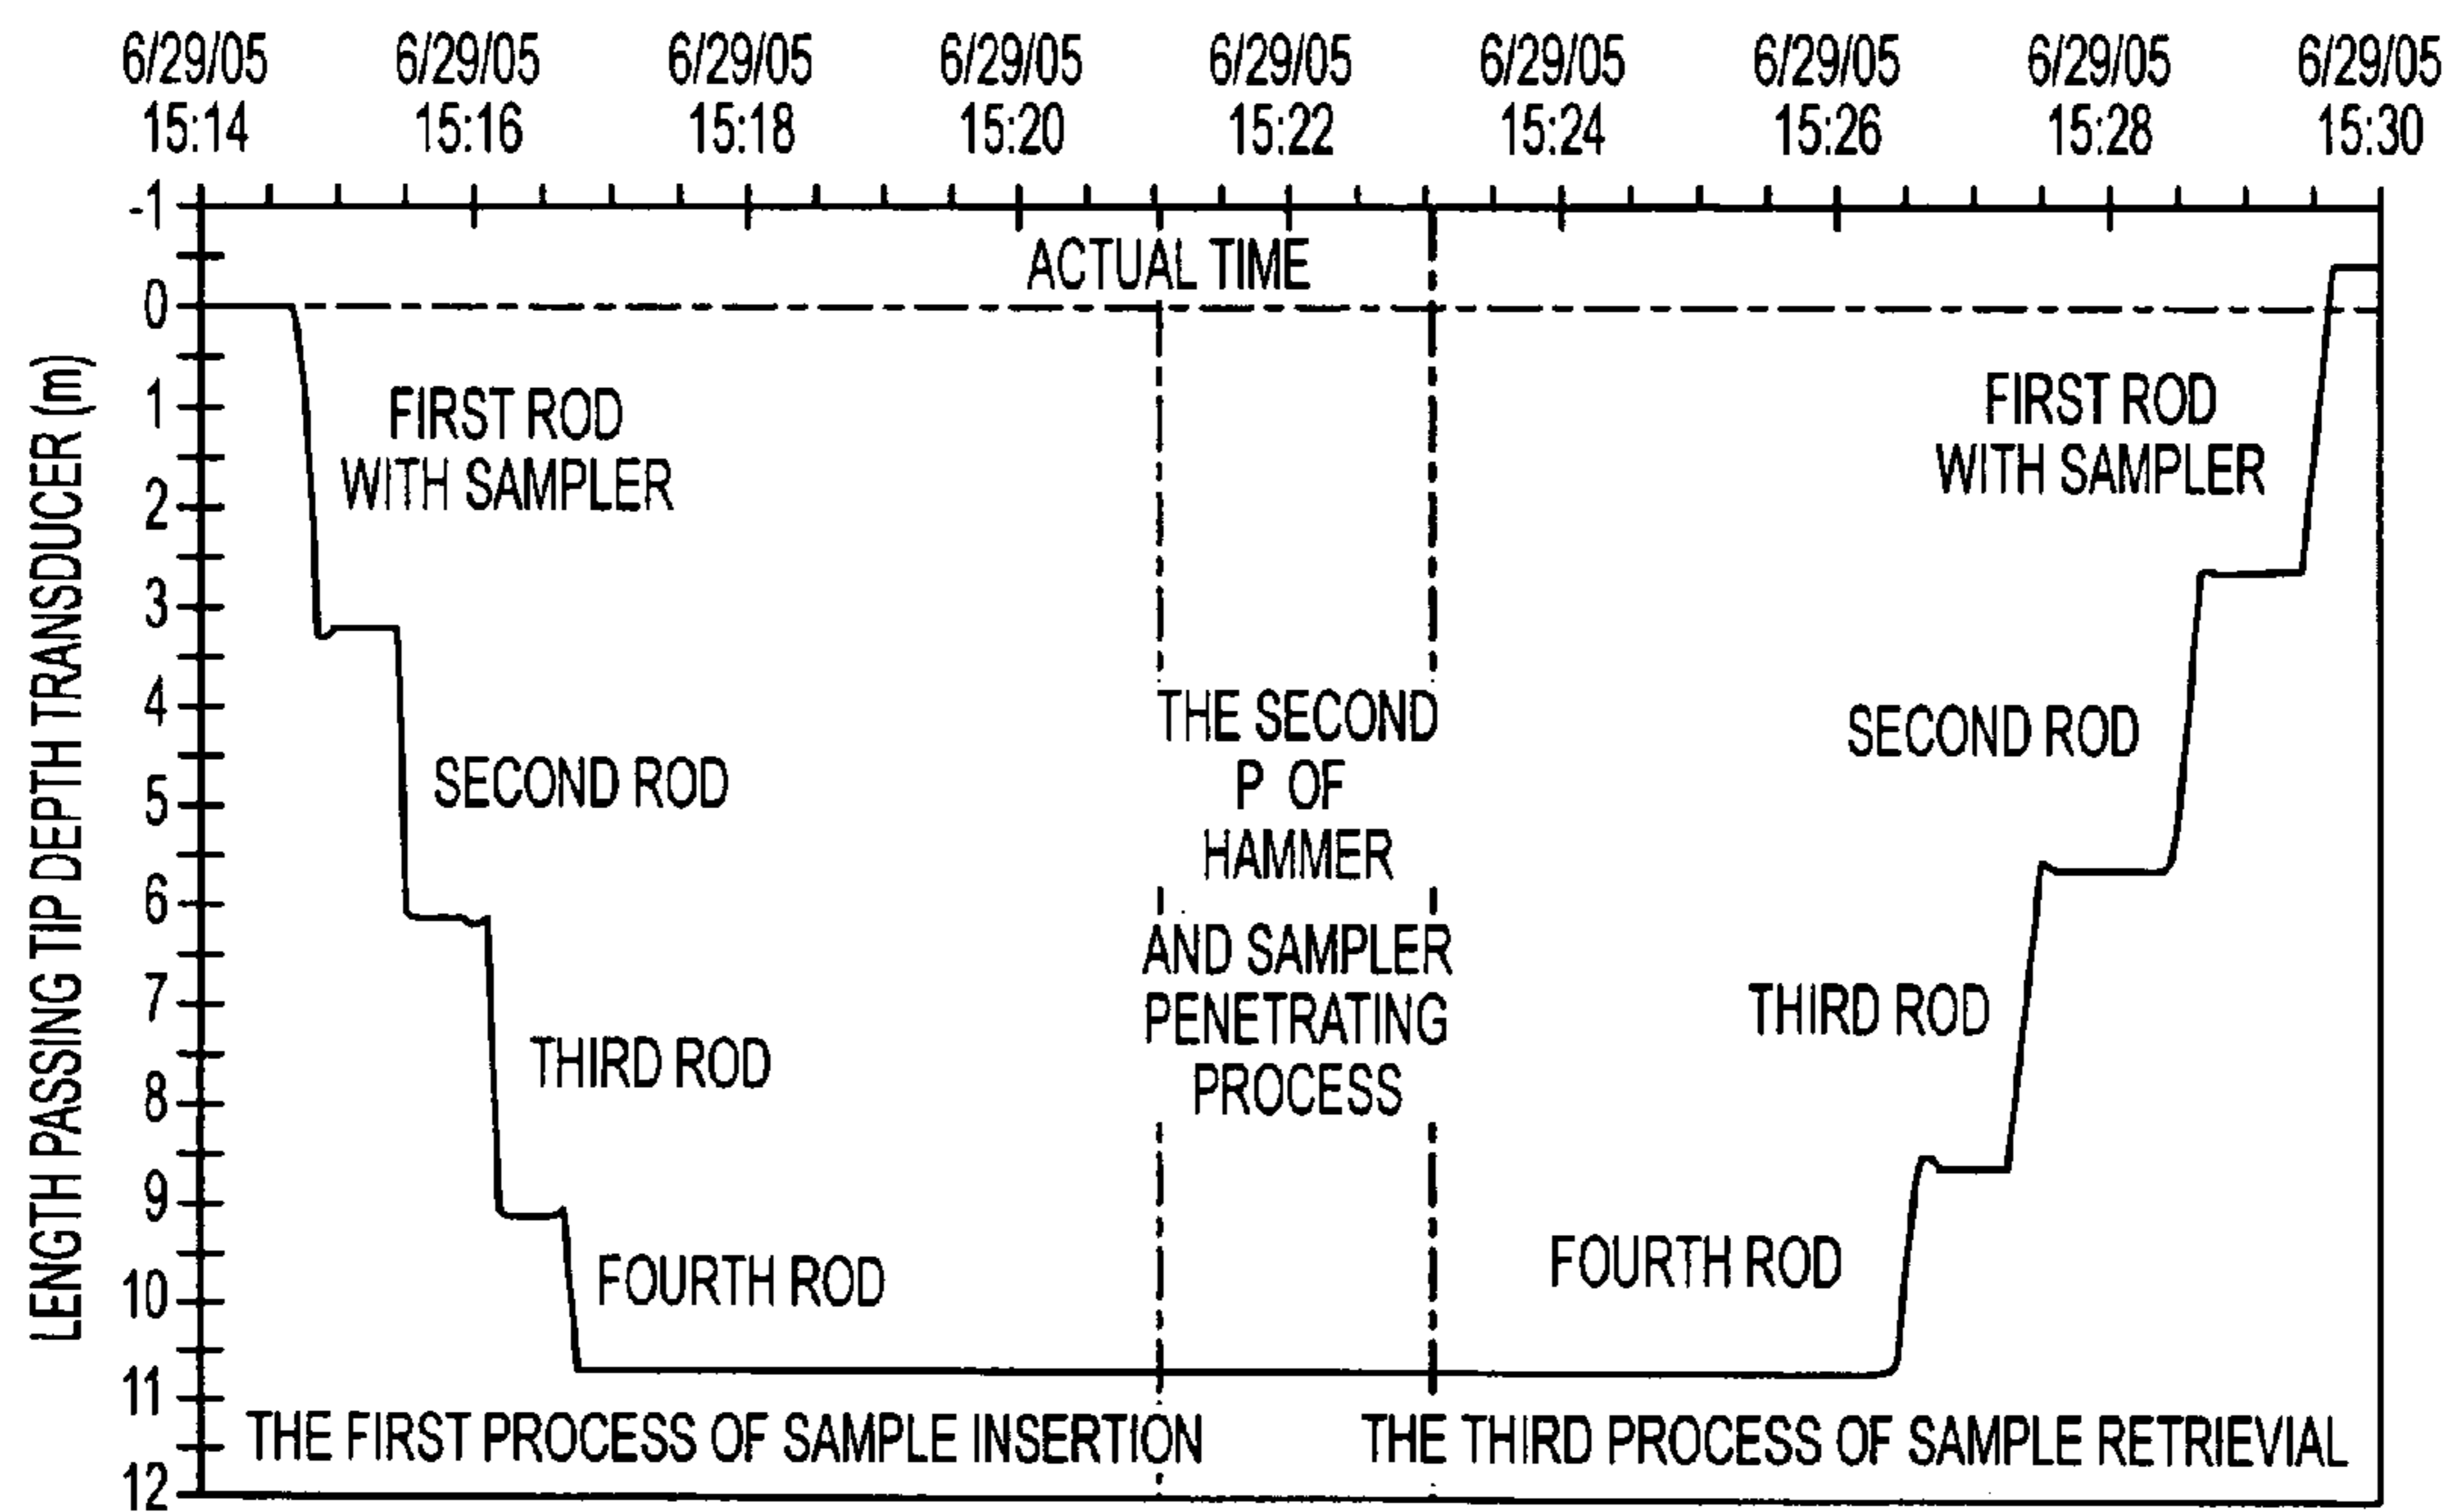 6/29/05 6/29/05 6/29/05 6/29/05 6/29/05 6/29/05 6/29/05 6/29/05 6/29/05
15:14 15:16 15:18 15:20 15:22 15:24 15:26 15:28 15:30
ACTUAL TIME
LENGTH PASSING TIP DEPTH TRANSDUCER (m)
-1
0
1
2
3
4
5
6
7
8
9
10
11
12
FIRST ROD
WITH SAMPLER
SECOND ROD
THIRD ROD
FOURTH ROD
THE SECOND
P OF
HAMMER
AND SAMPLER
PENETRATING
PROCESS
FIRST ROD
WITH SAMPLER
SECOND ROD
THIRD ROD
FOURTH ROD
THE FIRST PROCESS OF SAMPLE INSERTION
THE THIRD PROCESS OF SAMPLE RETRIEVIAL